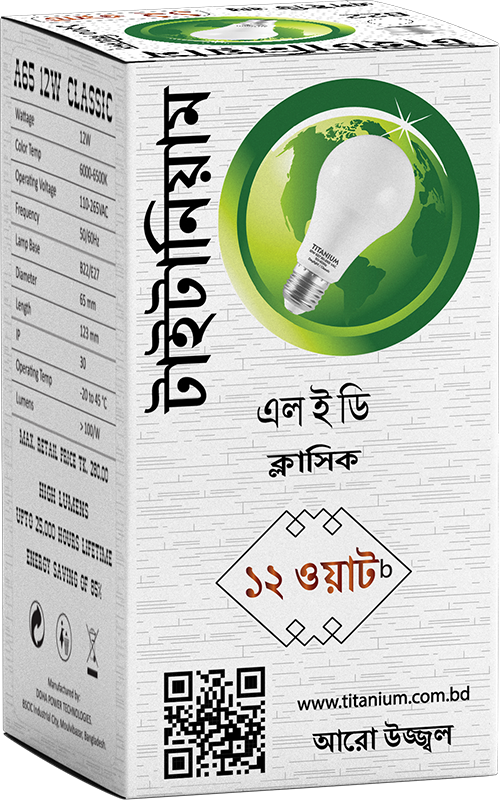 A65 12W CLASSIC
Wattage 12W
Color Temp 6000-6500K
Operating Voltage 110-265VAC
Frequency 50/60Hz
Lamp Base B22/E27
Diameter 65 mm
Length 123 mm
IP 30
Operating Temp -20 to 45 °C
Lumens > 100/W
MAX. RETAIL PRICE TK. 280.00
HIGH LUMENS
UPTO 25,000 HOURS LIFETIME
ENERGY SAVING OF 85%
Manufactured by:
DOHA POWER TECHNOLOGIES.
BSCIC Industrial City, Moulvibazar, Bangladesh.
টাইটানিয়াম
TITANIUM
এল ই ডি
ক্লাসিক
১২ ওয়াট b
www.titanium.com.bd
আরো উজ্জ্বল